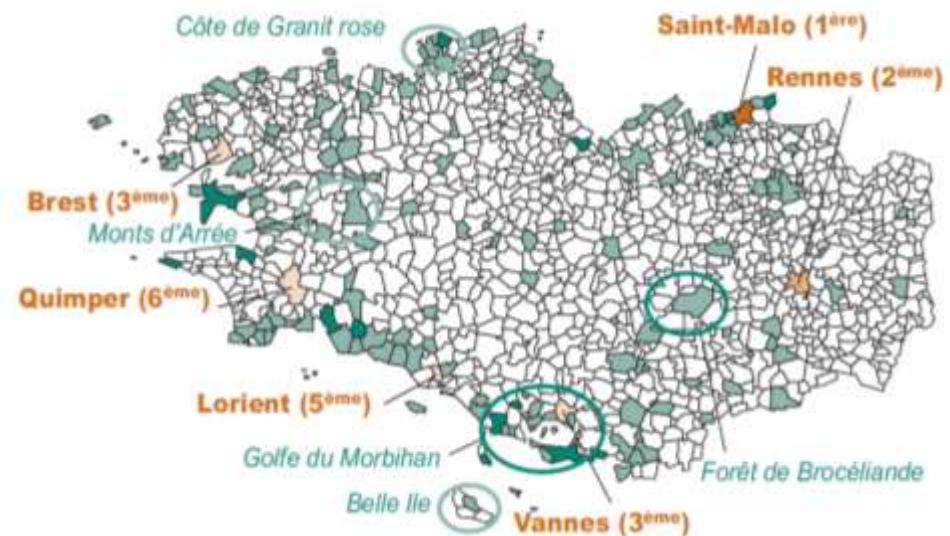 Côte de Granit rose
Saint-Malo (1ère)
Rennes (2ème)
Brest (3ème)
Monts d'Arrée
Quimper (6ème)
Lorient (5ème)
Golfe du Morbihan
Forêt de Brocéliande
Belle Ile
Vannes (3ème)